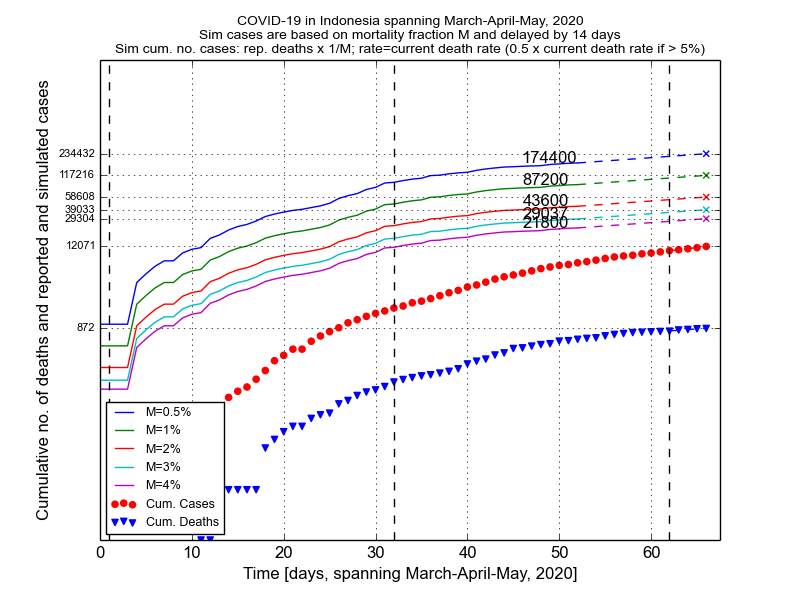 COVID-19 in Indonesia spanning March-April-May, 2020
Sim cases are based on mortality fraction M and delayed by 14 days
Sim cum. no. cases: rep. deaths x 1/M; rate=current death rate (0.5 x current death rate if > 5%)
Cumulative no. of deaths and reported and simulated cases
234432
117216
58608
39033
29304
12071
872
174400
87200
43600
29037
21800
M=0.5%
M=1%
M=2%
M=3%
M=4%
Cum. Cases
Cum. Deaths
0 10 20 30 40 50 60
Time [days, spanning March-April-May, 2020]